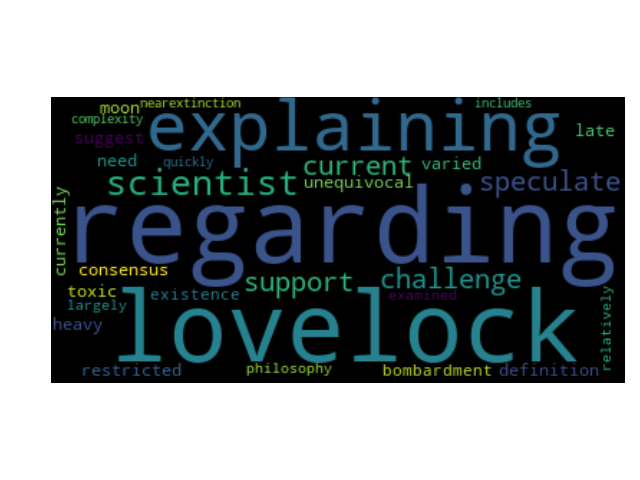 moon nearextinction includes
complexity explaining late
suggest
need quickly current varied
scientist unequivocal speculate
currently regarding
consensus
toxic support challenge
largely existence examined
heavy lovelock relatively
restricted philosophy bombardment definition